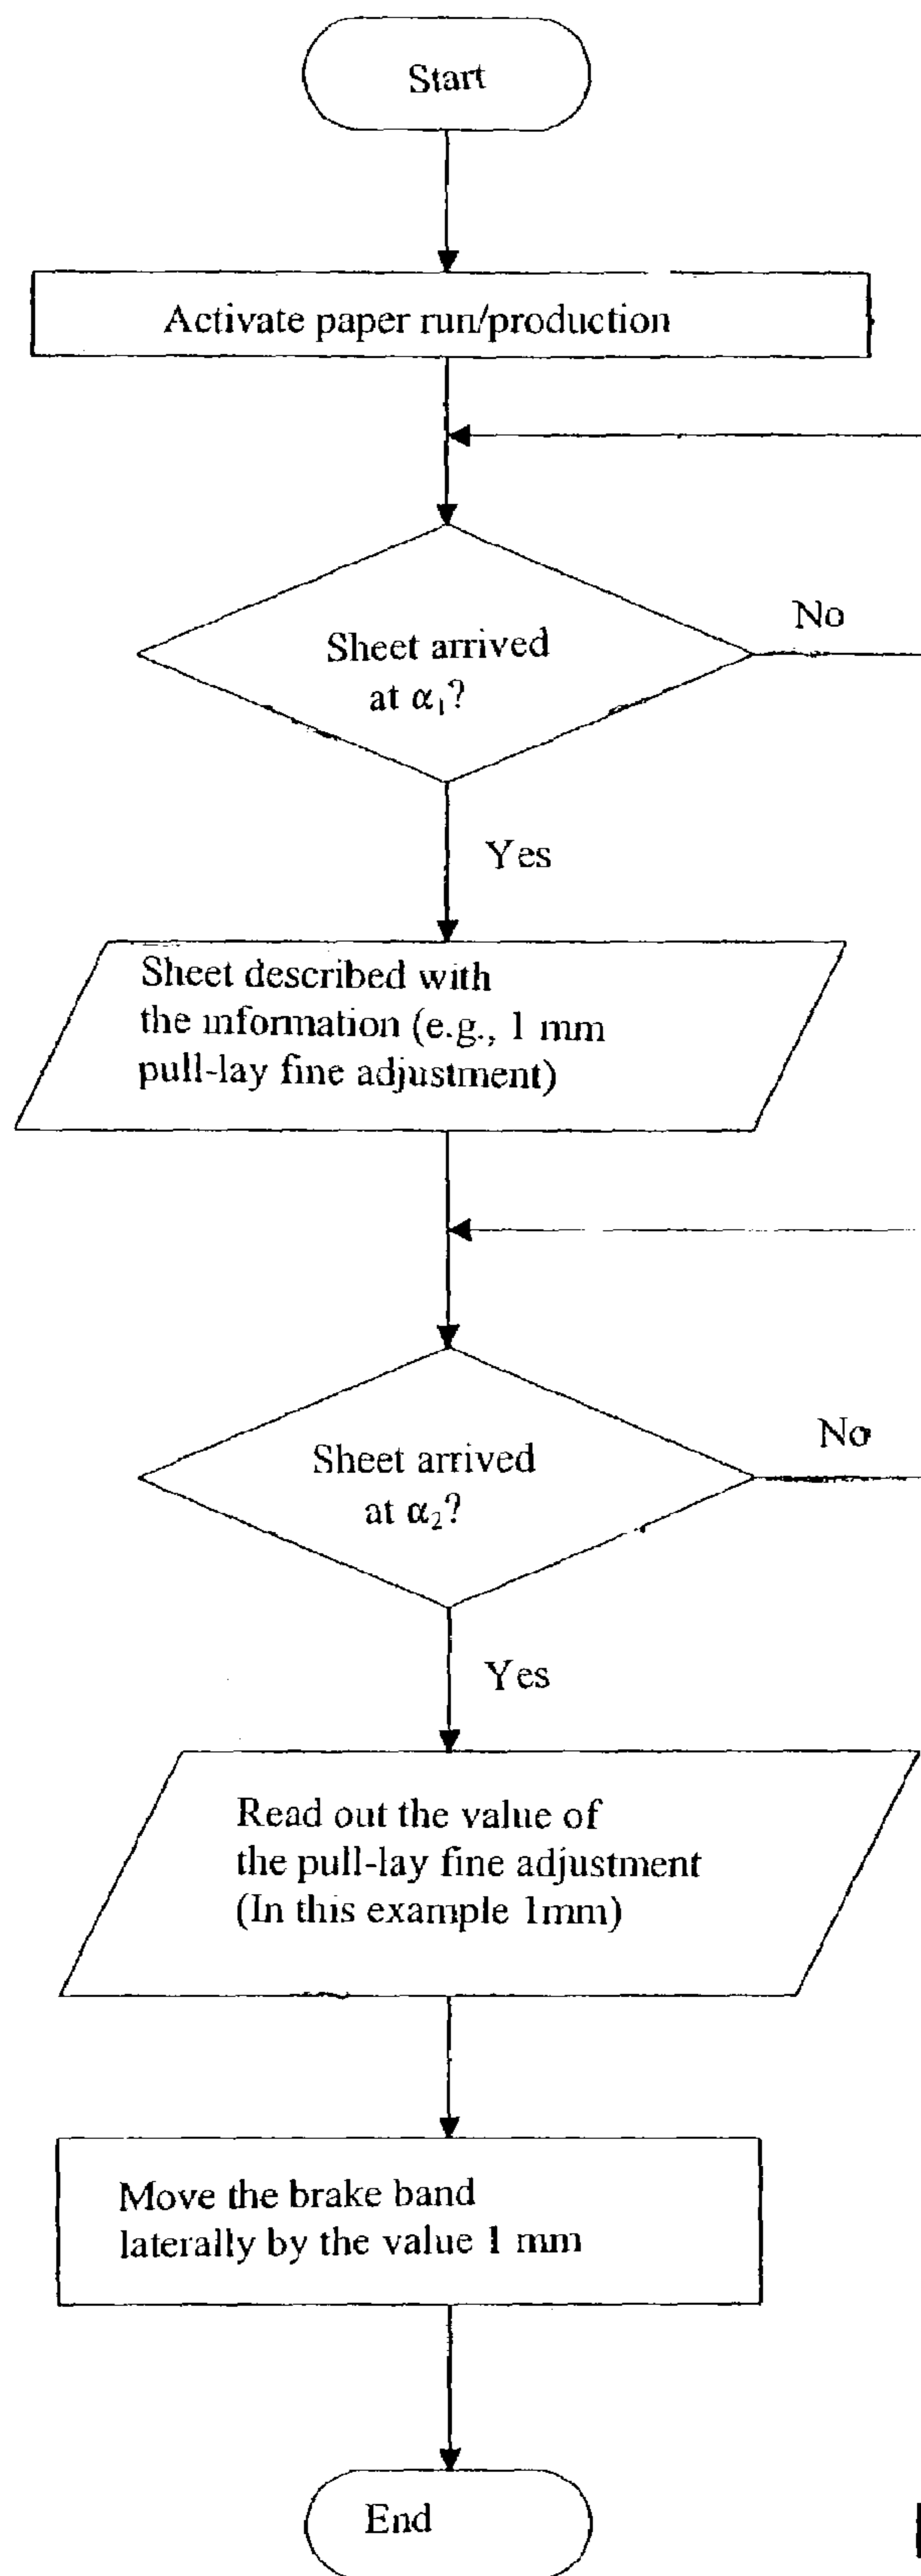 Start
Activate paper run/production
No
Sheet arrived
at α₁?
Yes
Sheet described with
the information (e.g., 1 mm
pull-lay fine adjustment)
No
Sheet arrived
at α₂?
Yes
Read out the value of
the pull-lay fine adjustment
(In this example 1mm)
Move the brake band
laterally by the value 1 mm
End